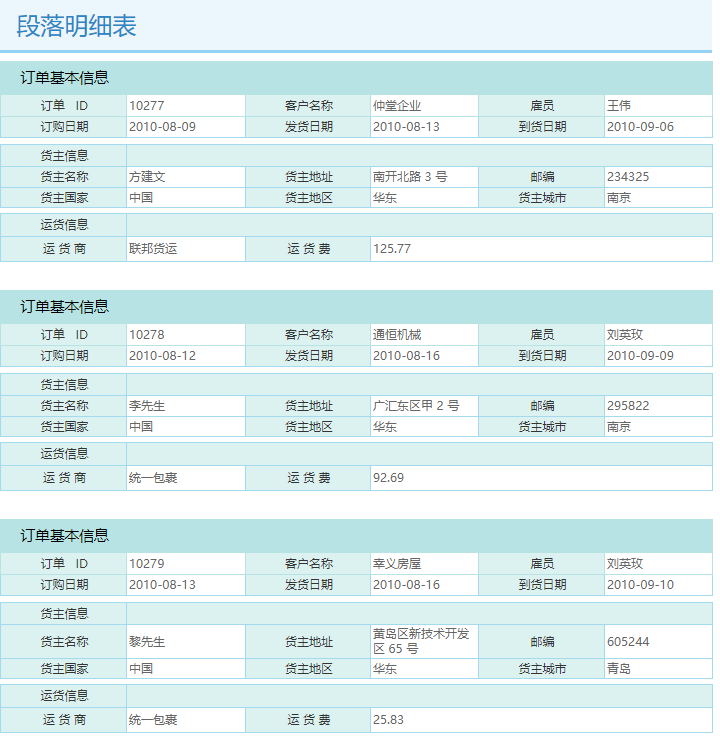 段落明细表
订单基本信息
订单 ID 10277 客户名称 仲堂企业 雇员 王伟
订购日期 2010-08-09 发货日期 2010-08-13 到货日期 2010-09-06
货主信息
货主名称 方建文 货主地址 南开北路 3 号 邮编 234325
货主国家 中国 货主地区 华东 货主城市 南京
运货信息
运 货 商 联邦货运 运 货 费 125.77
订单基本信息
订单 ID 10278 客户名称 通恒机械 雇员 刘英玫
订购日期 2010-08-12 发货日期 2010-08-16 到货日期 2010-09-09
货主信息
货主名称 李先生 货主地址 广汇东区甲 2 号 邮编 295822
货主国家 中国 货主地区 华东 货主城市 南京
运货信息
运 货 商 统一包裹 运 货 费 92.69
订单基本信息
订单 ID 10279 客户名称 幸义房屋 雇员 刘英玫
订购日期 2010-08-13 发货日期 2010-08-16 到货日期 2010-09-10
货主信息
货主名称 黎先生 货主地址 黄岛区新技术开发
区 65 号 邮编 605244
货主国家 中国 货主地区 华东 货主城市 青岛
运货信息
运 货 商 统一包裹 运 货 费 25.83